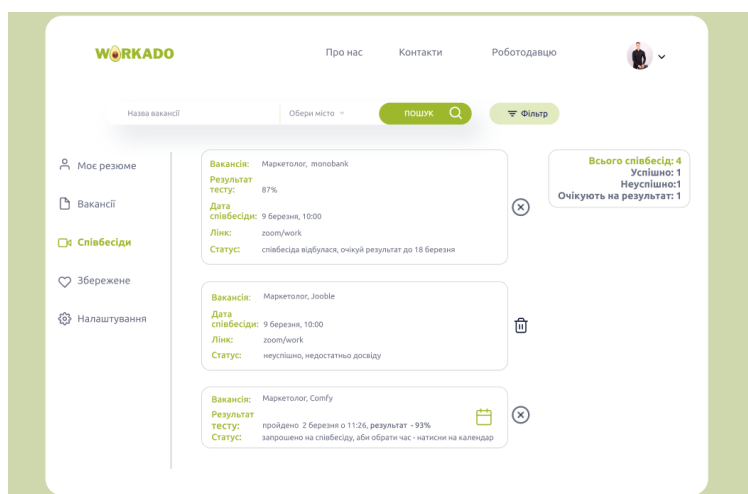 WORKADO
Про нас
Контакти
Роботодавцю
Назва вакансії
Обери місто
ПОШУК
Фільтр
Моє резюме
Вакансії
Співбесіди
Збережене
Налаштування
Вакансія: Маркетолог, monobank
Результат
тесту: 87%
Дата
співбесіди: 9 березня, 10:00
Лінк: zoom/work
Статус: співбесіда відбулася, очікуй результат до 18 березня
Вакансія: Маркетолог, Jooble
Дата
співбесіди: 9 березня, 10:00
Лінк: zoom/work
Статус: неуспішно, недостатньо досвіду
Вакансія: Маркетолог, Comfy
Результат
тесту: пройдено 2 березня о 11:26, результат - 93%
Статус: запрошено на співбесіду, аби обрати час - натисни на календар
Всього співбесід: 4
Успішно: 1
Неуспішно:1
Очікують на результат: 1